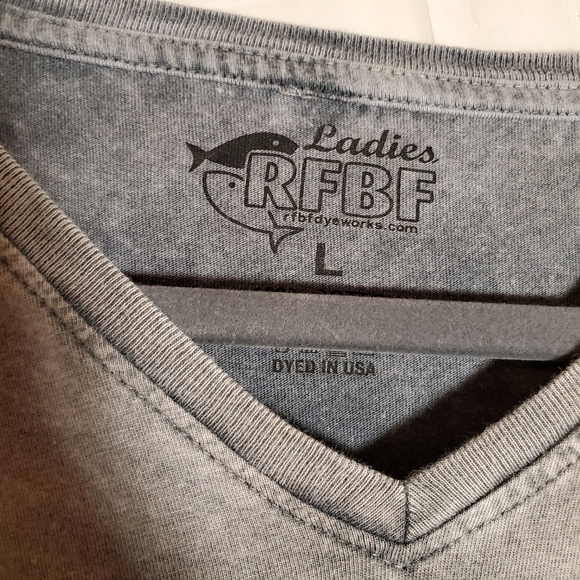 Ladies
RFBF
rfbfdyeworks.com
L
DYED IN USA